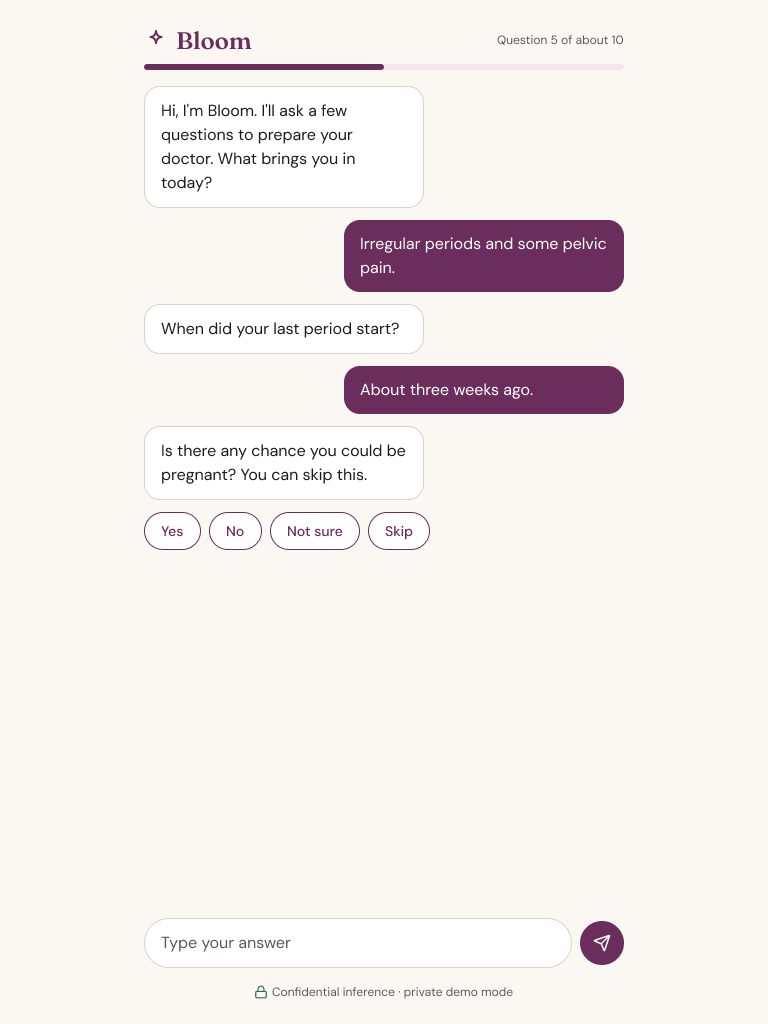 Bloom
Question 5 of about 10
Hi, I'm Bloom. I'll ask a few
questions to prepare your
doctor. What brings you in
today?
Irregular periods and some pelvic
pain.
When did your last period start?
About three weeks ago.
Is there any chance you could be
pregnant? You can skip this.
Yes
No
Not sure
Skip
Type your answer
Confidential inference · private demo mode